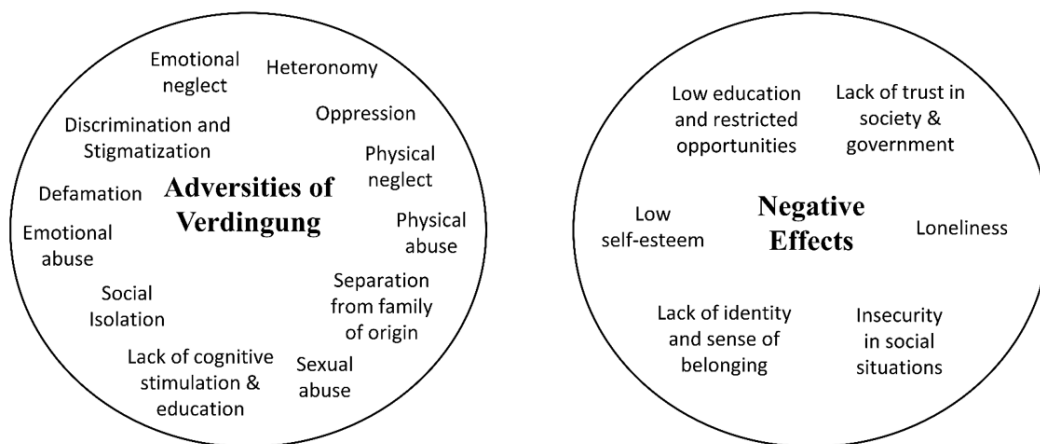 Emotional
neglect
Heteronomy
Oppression
Discrimination and
Stigmatization
Physical
neglect
Adversities of
Verdingung
Defamation
Physical
abuse
Emotional
abuse
Separation
from family
of origin
Social
Isolation
Lack of cognitive
stimulation &
education
Sexual
abuse
Low education
and restricted
opportunities
Lack of trust in
society &
government
Low
self-esteem
Negative
Effects
Loneliness
Lack of identity
and sense of
belonging
Insecurity
in social
situations